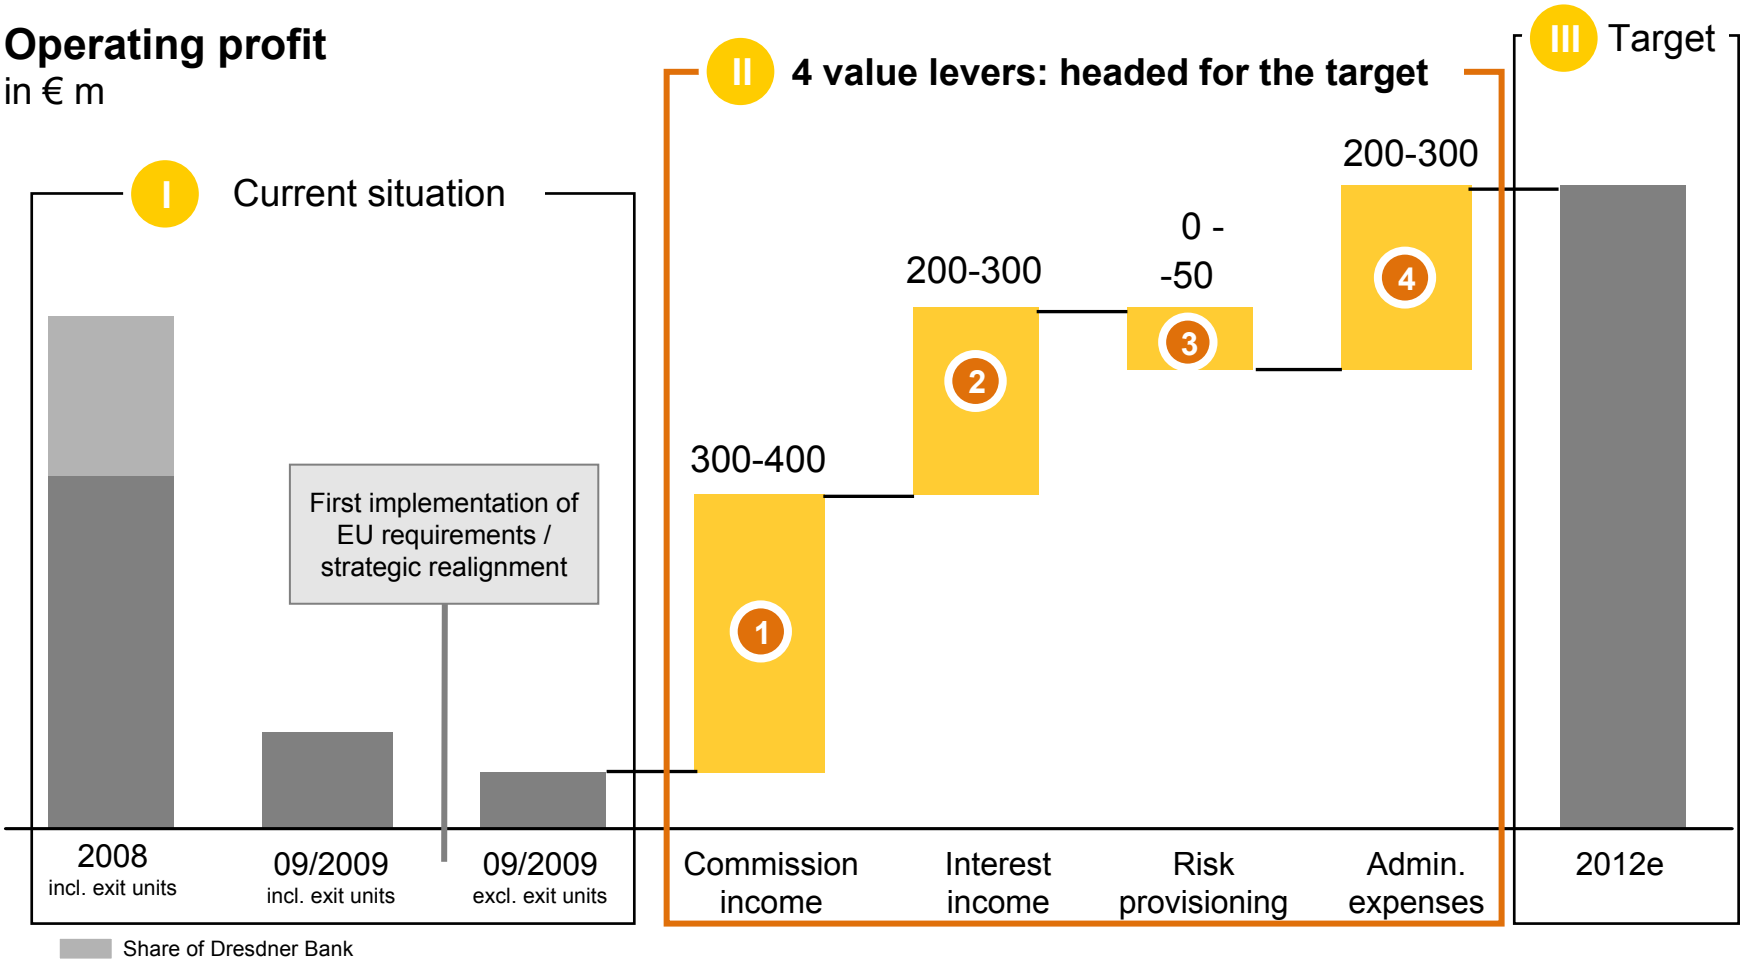 Operating profit
in € m
I
Current situation
II
4 value levers: headed for the target
III
Target
First implementation of
EU requirements /
strategic realignment
300-400
200-300
0 -
-50
200-300
1
2
3
4
2008
incl. exit units
09/2009
incl. exit units
09/2009
excl. exit units
Commission
income
Interest
income
Risk
provisioning
Admin.
expenses
2012e
Share of Dresdner Bank